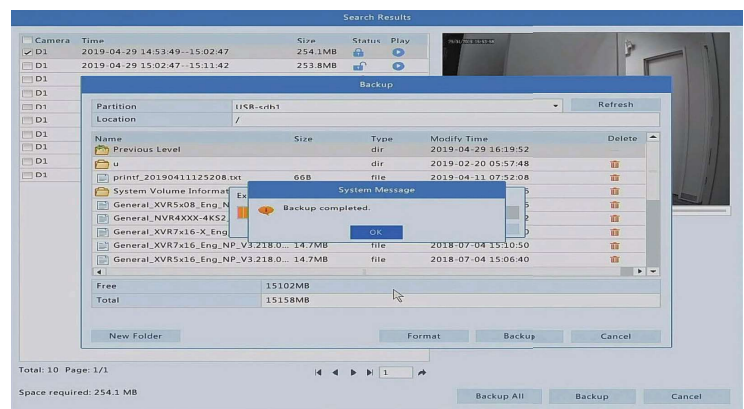 Search Results
Camera Time Size Status Play
D1 2019-04-29 14:53:49--15:02:47 254.1MB
D1 2019-04-29 15:02:47--15:11:42 253.8MB
D1
D1
D1
D1
D1
D1
D1
D1
Backup
Partition USB-sdb1 Refresh
Location /
Name Size Type Modify Time Delete
Previous Level dir 2019-04-29 16:19:52
u dir 2019-02-20 05:57:48
printf_20190411125208.txt 66B file 2019-04-11 07:52:08
System Volume Informat
General_XVR5x08_Eng_N
General_NVR4XXX-4KS2_
General_XVR7x16-X_Eng
General_XVR7x16_Eng_NP_V3.218.0... 14.7MB file 2018-07-04 15:10:50
General_XVR5x16_Eng_NP_V3.218.0... 14.7MB file 2018-07-04 15:06:40
Ex
System Message
Backup completed.
OK
Free 15102MB
Total 15158MB
New Folder Format Backup Cancel
Total: 10 Page: 1/1 1
Space required: 254.1 MB Backup All Backup Cancel